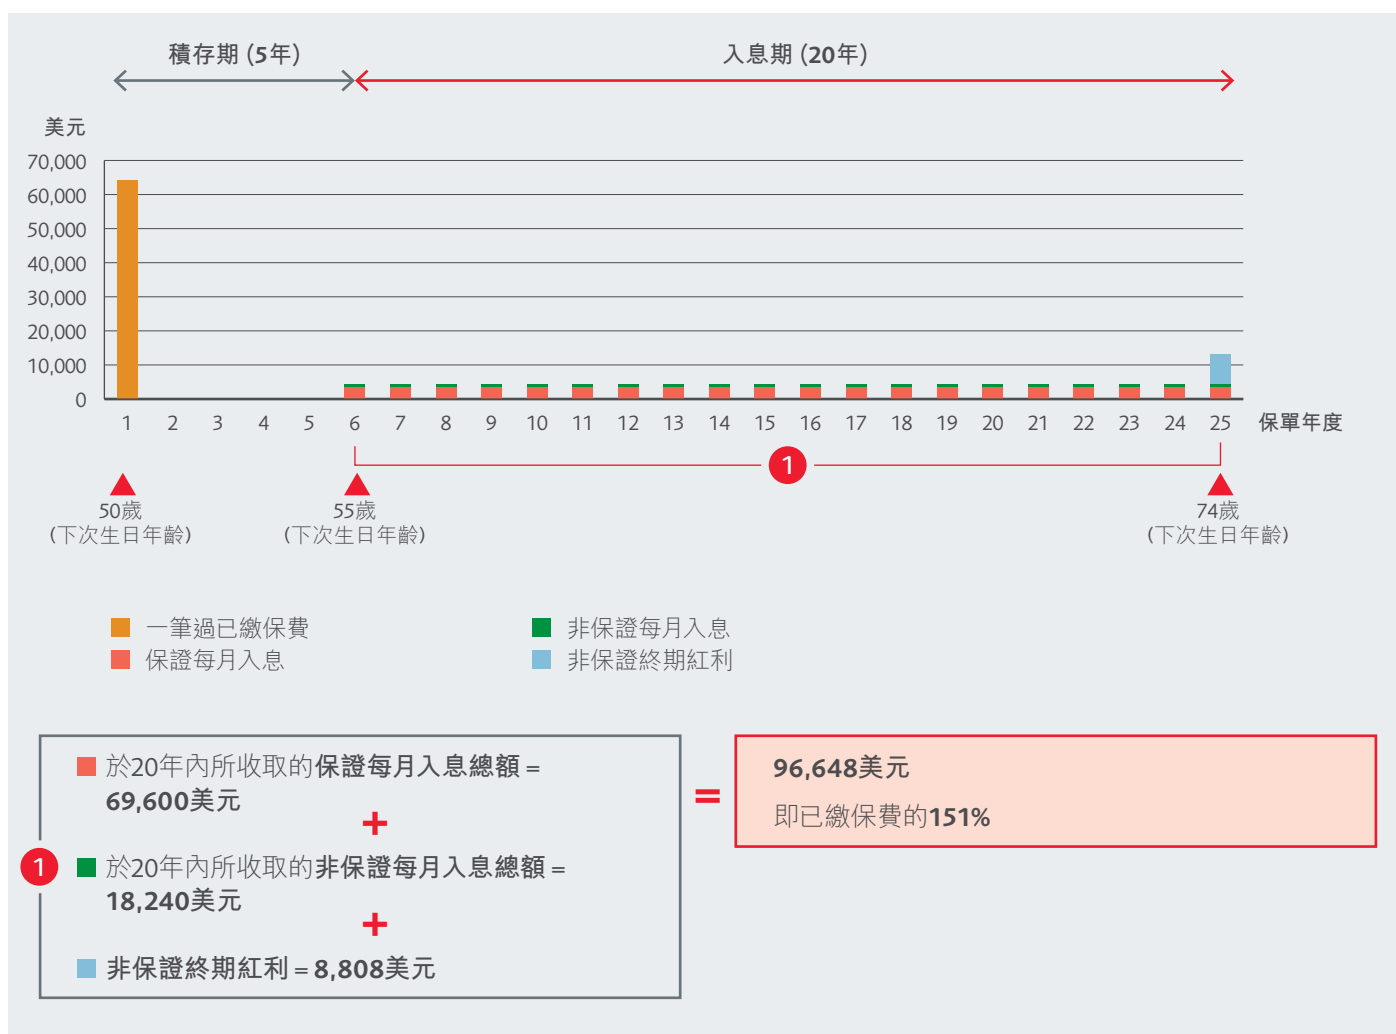 積存期 (5年)
入息期 (20年)
美元
70,000
60,000
50,000
40,000
30,000
20,000
10,000
0
1 2 3 4 5 6 7 8 9 10 11 12 13 14 15 16 17 18 19 20 21 22 23 24 25 保單年度
1
50歲
(下次生日年齡)
55歲
(下次生日年齡)
74歲
(下次生日年齡)
一筆過已繳保費
非保證每月入息
保證每月入息
非保證終期紅利
於20年內所收取的保證每月入息總額 =
69,600美元
+
1
於20年內所收取的非保證每月入息總額 =
18,240美元
+
非保證終期紅利 = 8,808美元
=
96,648美元
即已繳保費的151%